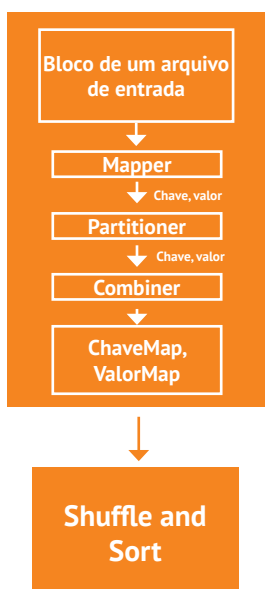 Bloco de um arquivo
de entrada
Mapper
Chave, valor
Partitioner
Chave, valor
Combiner
ChaveMap,
ValorMap
Shuffle and
Sort